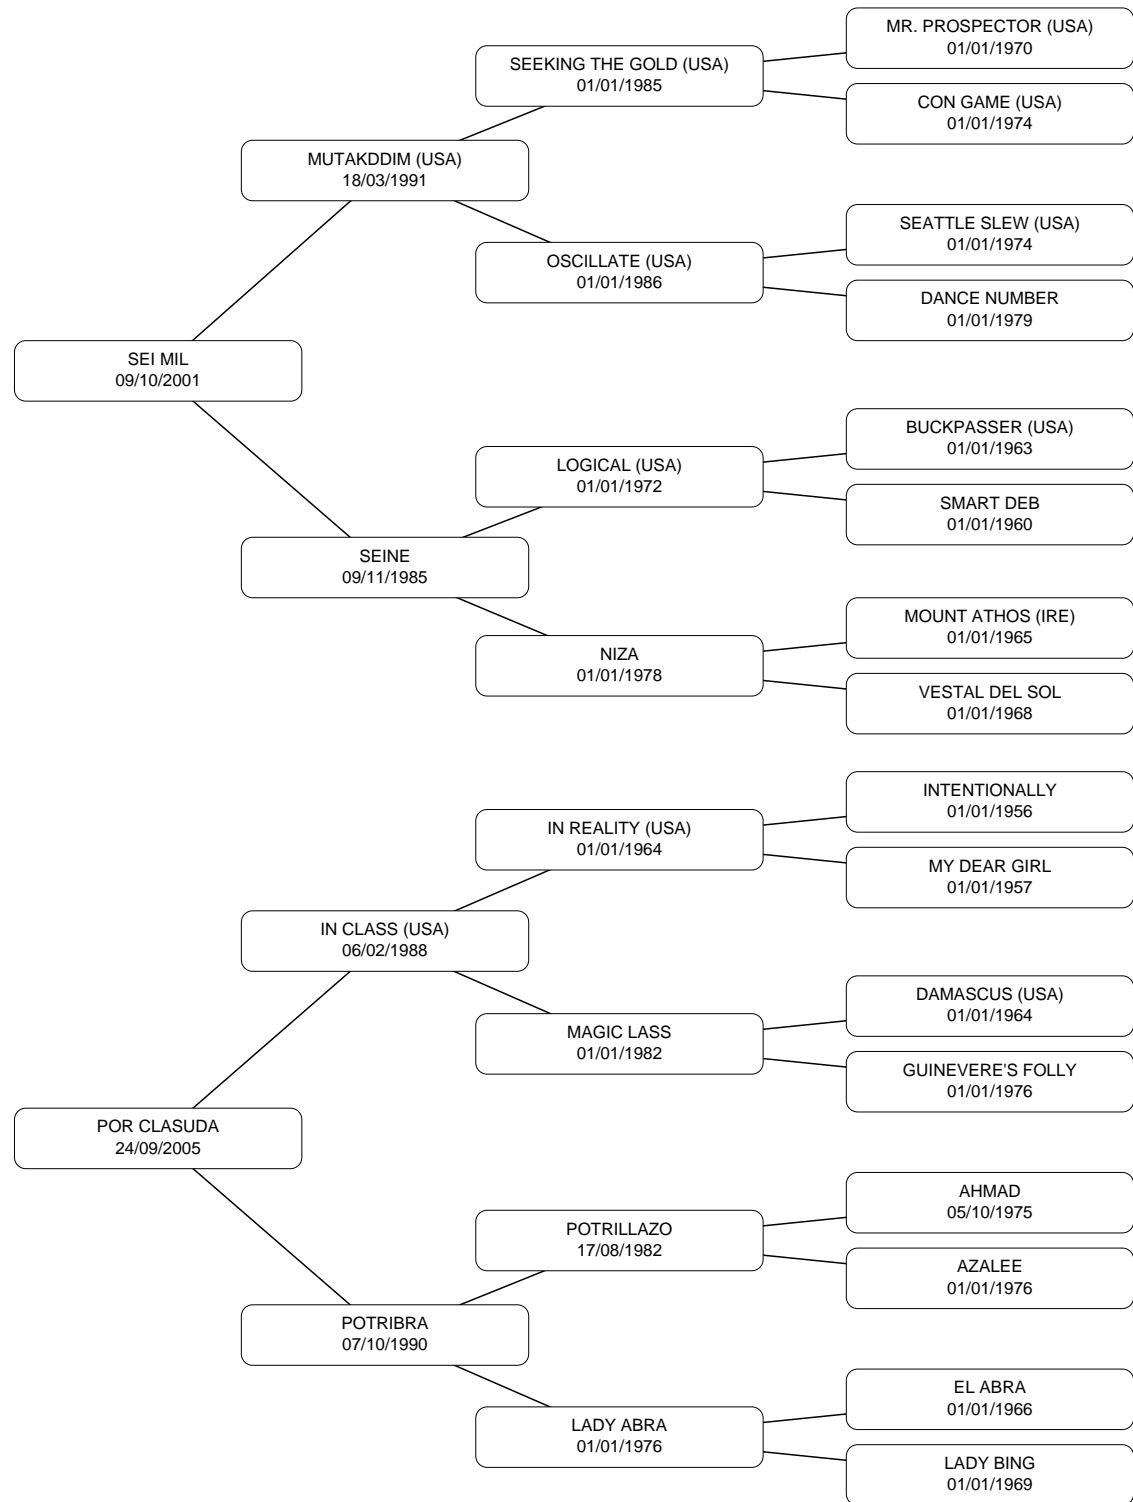 MR. PROSPECTOR (USA)
01/01/1970
SEEKING THE GOLD (USA)
01/01/1985
CON GAME (USA)
01/01/1974
MUTAKDDIM (USA)
18/03/1991
SEATTLE SLEW (USA)
01/01/1974
OSCILLATE (USA)
01/01/1986
DANCE NUMBER
01/01/1979
SEI MIL
09/10/2001
BUCKPASSER (USA)
01/01/1963
LOGICAL (USA)
01/01/1972
SMART DEB
01/01/1960
SEINE
09/11/1985
MOUNT ATHOS (IRE)
01/01/1965
NIZA
01/01/1978
VESTAL DEL SOL
01/01/1968
INTENTIONALLY
01/01/1956
IN REALITY (USA)
01/01/1964
MY DEAR GIRL
01/01/1957
IN CLASS (USA)
06/02/1988
DAMASCUS (USA)
01/01/1964
MAGIC LASS
01/01/1982
GUINEVERE'S FOLLY
01/01/1976
POR CLASUDA
24/09/2005
AHMAD
05/10/1975
POTRILLAZO
17/08/1982
AZALEE
01/01/1976
POTRIBRA
07/10/1990
EL ABRA
01/01/1966
LADY ABRA
01/01/1976
LADY BING
01/01/1969